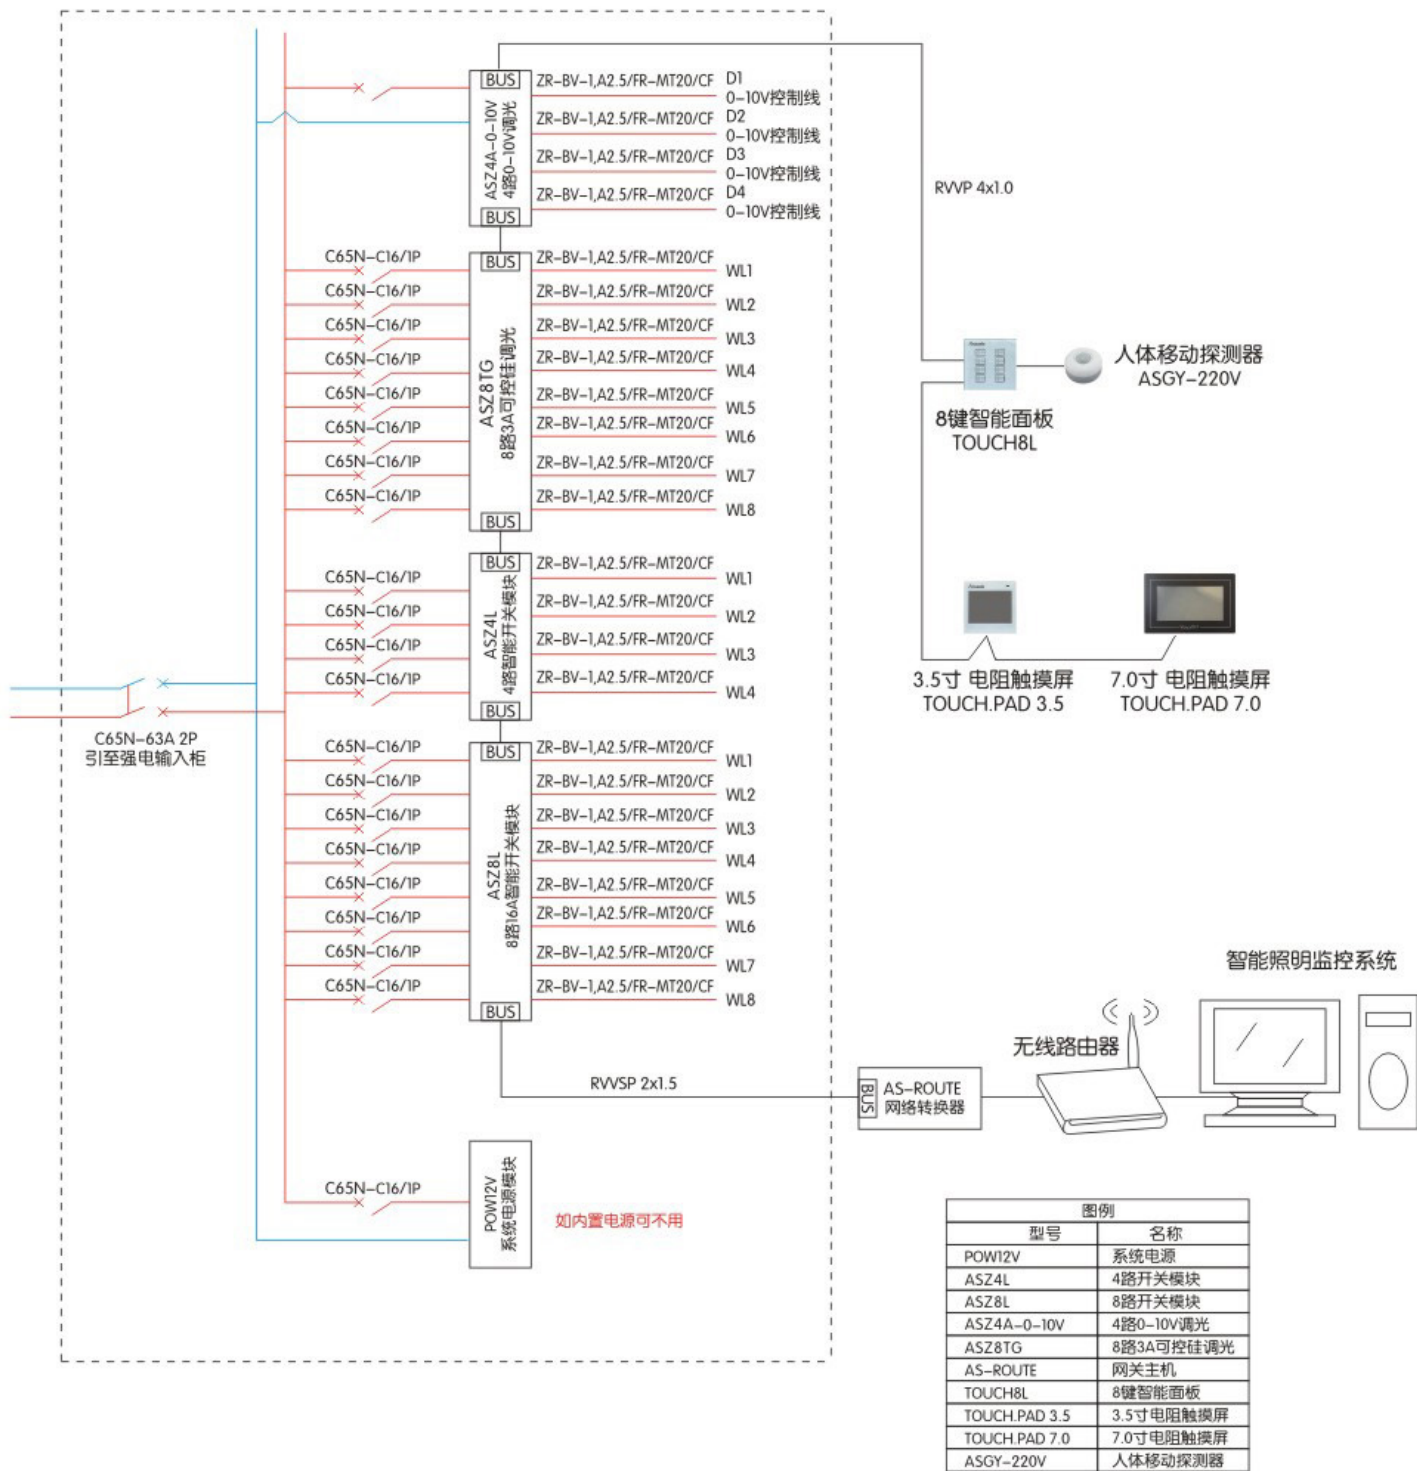 BUS
ASZ4A-0-10V
4路0-10V调光
BUS
ZR-BV-1,A2.5/FR-MT20/CF D1
0-10V控制线
ZR-BV-1,A2.5/FR-MT20/CF D2
0-10V控制线
ZR-BV-1,A2.5/FR-MT20/CF D3
0-10V控制线
ZR-BV-1,A2.5/FR-MT20/CF D4
0-10V控制线
RVVP 4x1.0
BUS
ASZ8TG
8路3A可控硅调光
BUS
C65N-C16/1P ZR-BV-1,A2.5/FR-MT20/CF WL1
C65N-C16/1P ZR-BV-1,A2.5/FR-MT20/CF WL2
C65N-C16/1P ZR-BV-1,A2.5/FR-MT20/CF WL3
C65N-C16/1P ZR-BV-1,A2.5/FR-MT20/CF WL4
C65N-C16/1P ZR-BV-1,A2.5/FR-MT20/CF WL5
C65N-C16/1P ZR-BV-1,A2.5/FR-MT20/CF WL6
C65N-C16/1P ZR-BV-1,A2.5/FR-MT20/CF WL7
C65N-C16/1P ZR-BV-1,A2.5/FR-MT20/CF WL8
人体移动探测器
ASGY-220V
8键智能面板
TOUCH8L
BUS
ASZ4L
4路智能开关模块
BUS
C65N-C16/1P ZR-BV-1,A2.5/FR-MT20/CF WL1
C65N-C16/1P ZR-BV-1,A2.5/FR-MT20/CF WL2
C65N-C16/1P ZR-BV-1,A2.5/FR-MT20/CF WL3
C65N-C16/1P ZR-BV-1,A2.5/FR-MT20/CF WL4
3.5寸 电阻触摸屏
TOUCH.PAD 3.5
7.0寸 电阻触摸屏
TOUCH.PAD 7.0
C65N-63A 2P
引至强电输入柜
BUS
ASZ8L
8路16A智能开关模块
BUS
C65N-C16/1P ZR-BV-1,A2.5/FR-MT20/CF WL1
C65N-C16/1P ZR-BV-1,A2.5/FR-MT20/CF WL2
C65N-C16/1P ZR-BV-1,A2.5/FR-MT20/CF WL3
C65N-C16/1P ZR-BV-1,A2.5/FR-MT20/CF WL4
C65N-C16/1P ZR-BV-1,A2.5/FR-MT20/CF WL5
C65N-C16/1P ZR-BV-1,A2.5/FR-MT20/CF WL6
C65N-C16/1P ZR-BV-1,A2.5/FR-MT20/CF WL7
C65N-C16/1P ZR-BV-1,A2.5/FR-MT20/CF WL8
智能照明监控系统
无线路由器
RVVSP 2x1.5
BUS
AS-ROUTE
网络转换器
C65N-C16/1P
POW12V
系统电源模块
如内置电源可不用
图例
型号 名称
POW12V 系统电源
ASZ4L 4路开关模块
ASZ8L 8路开关模块
ASZ4A-0-10V 4路0-10V调光
ASZ8TG 8路3A可控硅调光
AS-ROUTE 网关主机
TOUCH8L 8键智能面板
TOUCH.PAD 3.5 3.5寸电阻触摸屏
TOUCH.PAD 7.0 7.0寸电阻触摸屏
ASGY-220V 人体移动探测器